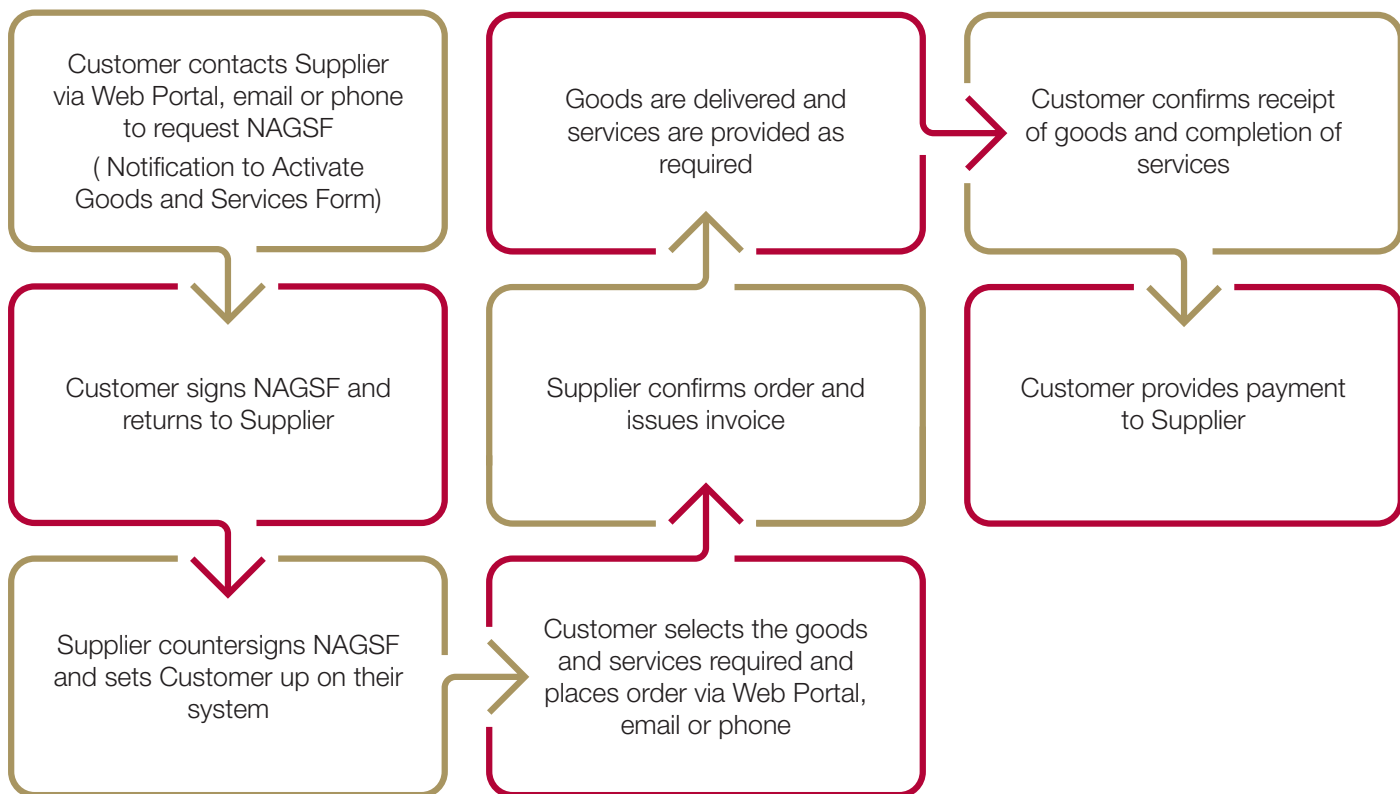 Customer contacts Supplier
via Web Portal, email or phone
to request NAGSF
( Notification to Activate
Goods and Services Form)
Customer signs NAGSF and
returns to Supplier
Supplier countersigns NAGSF
and sets Customer up on their
system
Customer selects the goods
and services required and
places order via Web Portal,
email or phone
Supplier confirms order and
issues invoice
Goods are delivered and
services are provided as
required
Customer confirms receipt
of goods and completion of
services
Customer provides payment
to Supplier